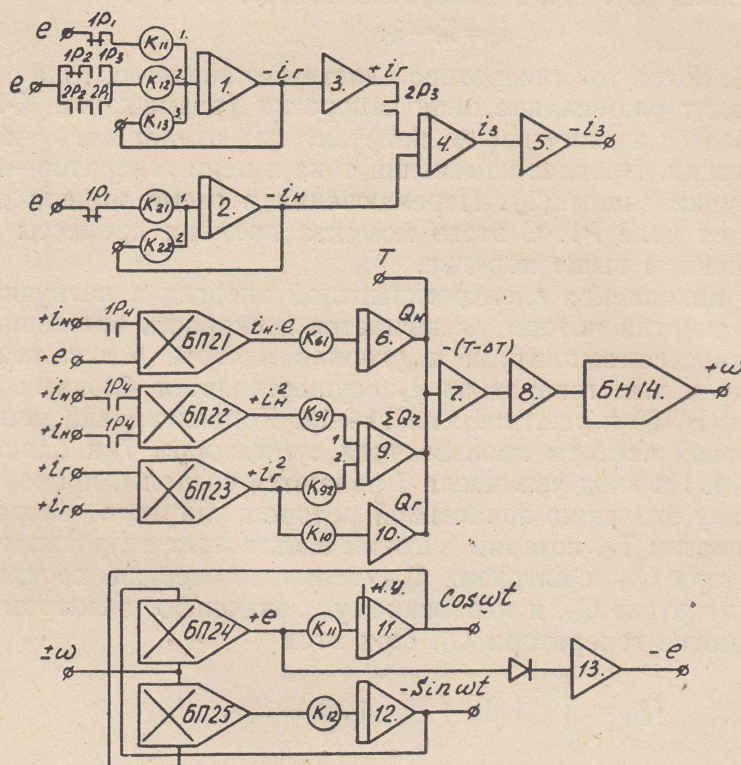 e 1P₁ K₁₁ 1.
1P₂ 1P₃
e K₁₂ 2. 1. -iг 3. +iг
2P₂ 2P₁
K₁₃ 3. 2P₃
4. iз 5. -iз
e 1P₁ K₂₁ 1. 2. -iн
K₂₂ 2
T
+iн 1P₄ БП21 iн·e K₆₁ 6. Qн
+e
-(T-ΔT)
7. 8. БН14. +ω
+iн 1P₄ БП22 +iн² K₉₁
+iн 1P₄ 1 ΣQг
2 9.
+iг БП23 +iг² K₉₂
+iг K₁₀ 10. Qг
н.у.
БП24 +e K₁₁ 11. Cosωt
±ω 13. -e
БП25 K₁₂ 12. -Sinωt